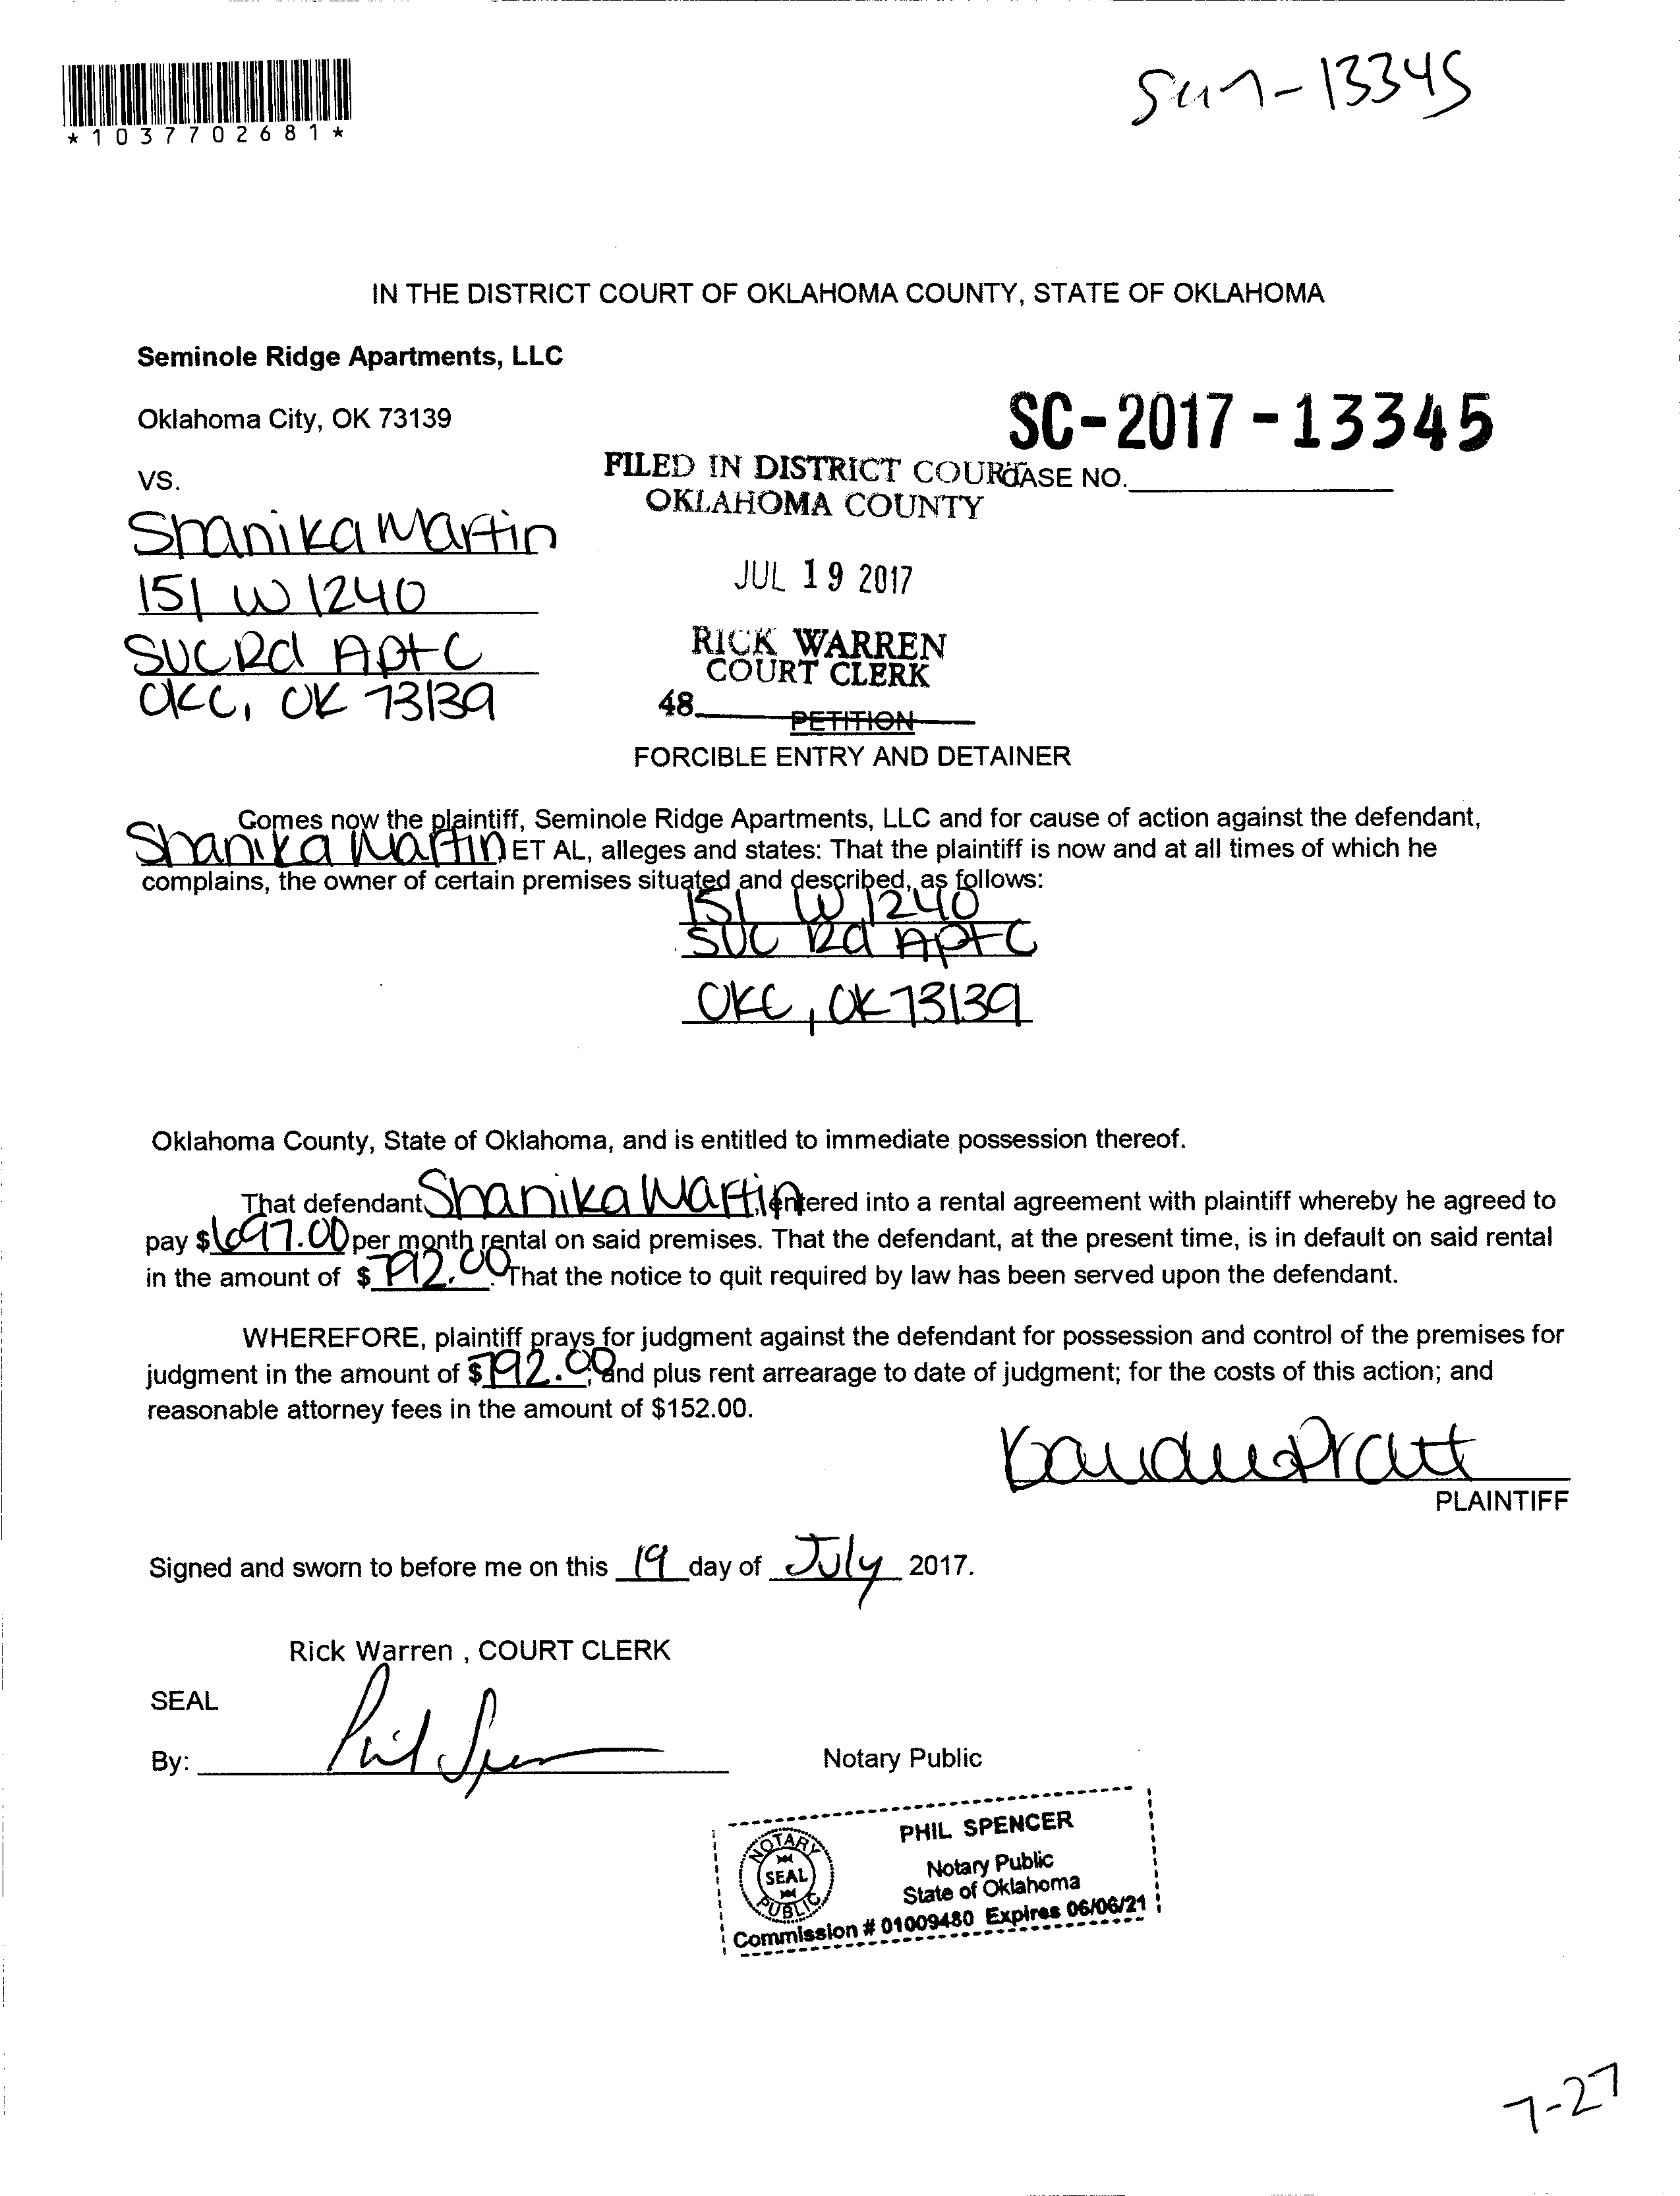 *1037702681*
13345
IN THE DISTRICT COURT OF OKLAHOMA COUNTY, STATE OF OKLAHOMA
Seminole Ridge Apartments, LLC
Oklahoma City, OK 73139
SC-2017-13345
VS.
FILED IN DISTRICT COURT
CASE NO.
OKLAHOMA COUNTY
Shanika Martin
151 W I240
JUL 19 2017
SVC Rd Apt C
RICK WARREN
COURT CLERK
OKC, OK 73139
48
PETITION
FORCIBLE ENTRY AND DETAINER
Comes now the plaintiff, Seminole Ridge Apartments, LLC and for cause of action against the defendant,
Shanika Martin ET AL, alleges and states: That the plaintiff is now and at all times of which he
complains, the owner of certain premises situated and described, as follows:
151 W I240
SVC Rd Apt C
OKC, OK 73139
Oklahoma County, State of Oklahoma, and is entitled to immediate possession thereof.
That defendant, Shanika Martin, entered into a rental agreement with plaintiff whereby he agreed to
pay $697.00 per month rental on said premises. That the defendant, at the present time, is in default on said rental
in the amount of $792.00. That the notice to quit required by law has been served upon the defendant.
WHEREFORE, plaintiff prays for judgment against the defendant for possession and control of the premises for
judgment in the amount of $792.00; and plus rent arrearage to date of judgment; for the costs of this action; and
reasonable attorney fees in the amount of $152.00.
Pratt
PLAINTIFF
Signed and sworn to before me on this 19 day of July 2017.
Rick Warren , COURT CLERK
SEAL
By: Phil Spencer
Notary Public
PHIL SPENCER
NOTARY
SEAL
PUBLIC
Notary Public
State of Oklahoma
Commission # 01009480 Expires 06/06/21
7-27